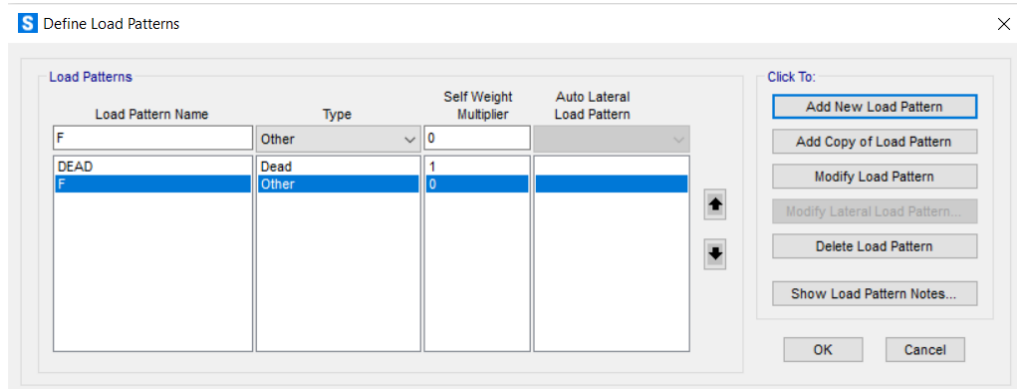 S Define Load Patterns
Load Patterns
Click To:
Load Pattern Name Type Self Weight Multiplier Auto Lateral Load Pattern
F Other 0
DEAD Dead 1
F Other 0
Add New Load Pattern
Add Copy of Load Pattern
Modify Load Pattern
Modify Lateral Load Pattern...
Delete Load Pattern
Show Load Pattern Notes...
OK Cancel